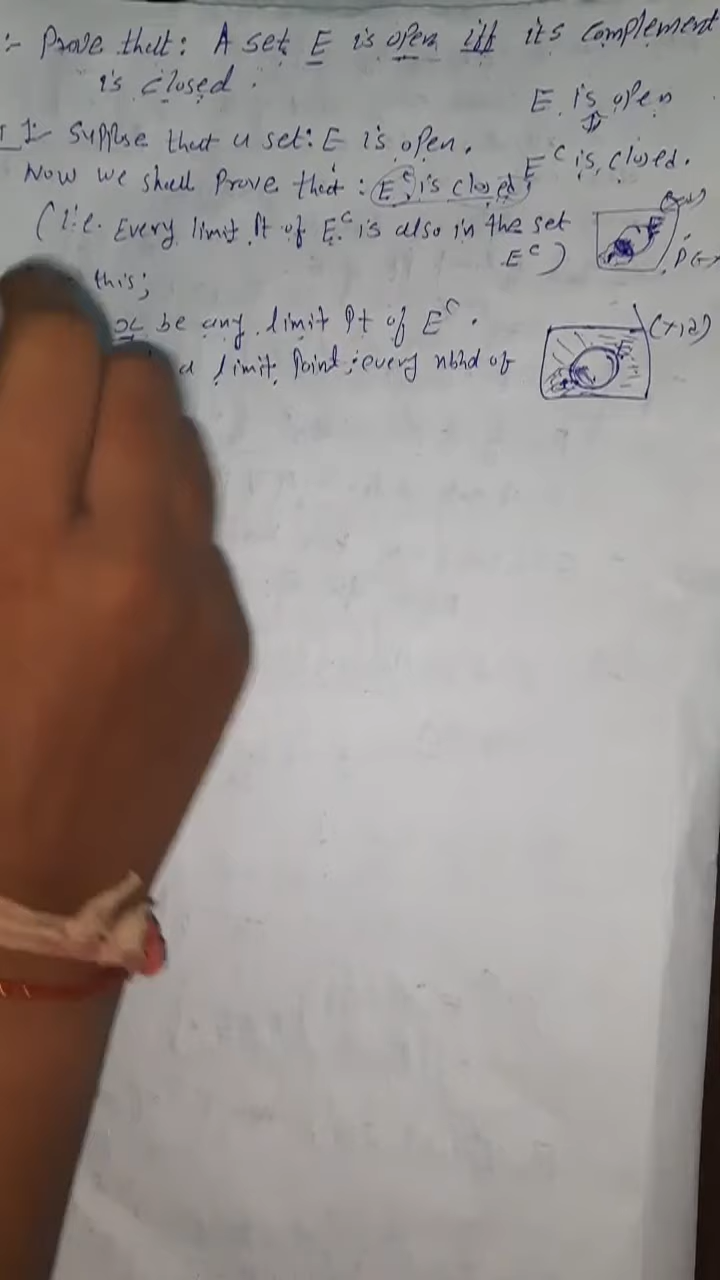 :- Prove that: A set E is open iff its complement
is closed.
E is open
I:- Suppose that a set: E is open.
E^c is closed.
Now we shall prove that: E^c is closed,
(i.e. Every limit pt of E^c is also in the set
E^c)
this;
x be any limit pt of E^c.
(x,d)
a limit point; every nbhd of